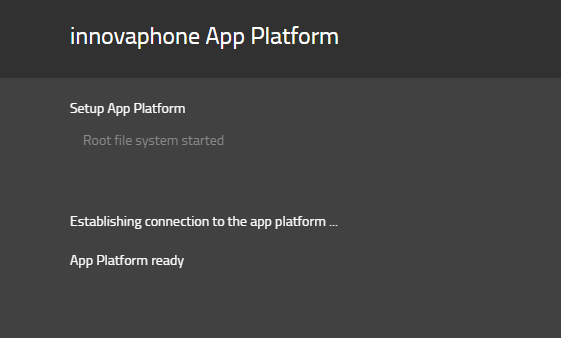 innovaphone App Platform
Setup App Platform
Root file system started
Establishing connection to the app platform ...
App Platform ready